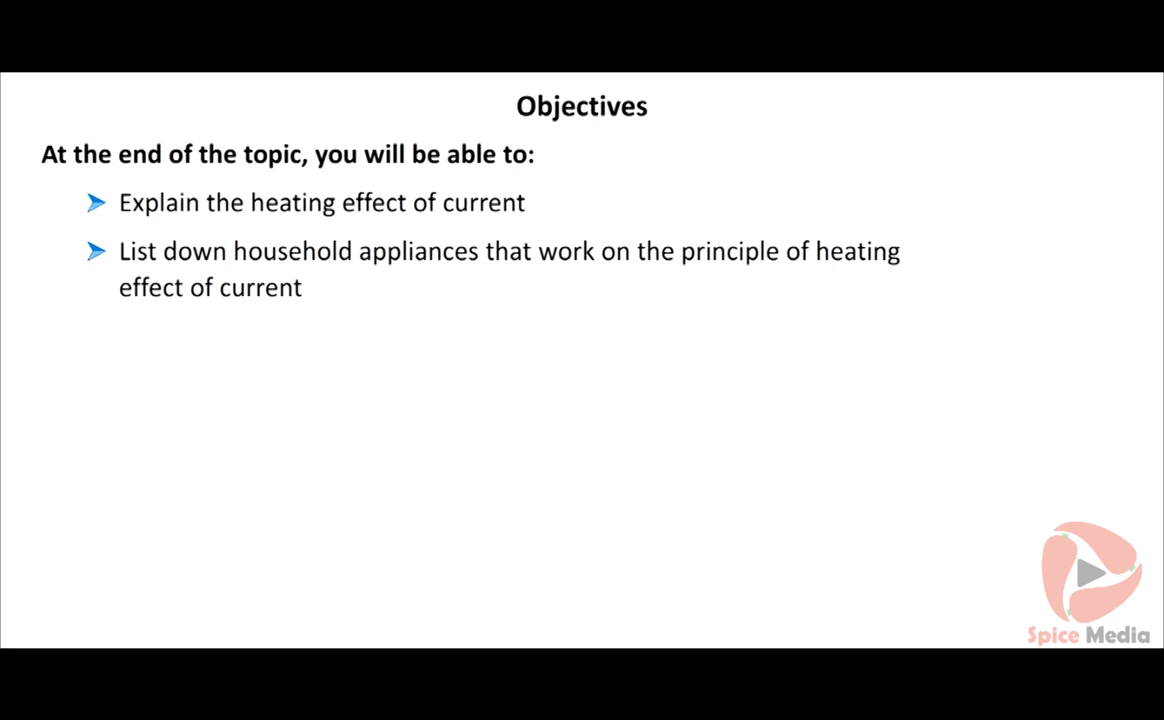 Objectives
At the end of the topic, you will be able to:
Explain the heating effect of current
List down household appliances that work on the principle of heating
effect of current
Spice Media